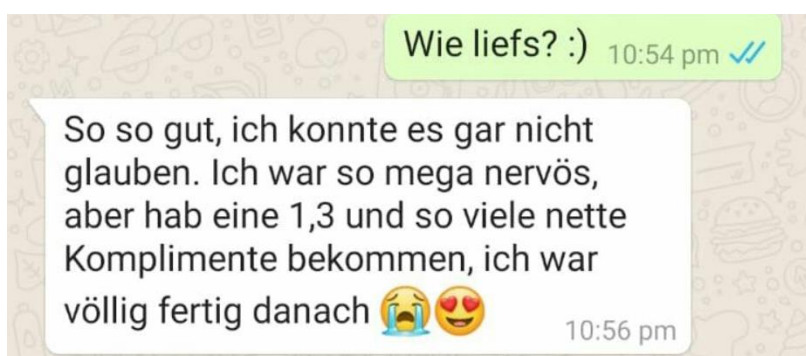 Wie liefs? :) 10:54 pm
So so gut, ich konnte es gar nicht
glauben. Ich war so mega nervös,
aber hab eine 1,3 und so viele nette
Komplimente bekommen, ich war
völlig fertig danach 😭😍 10:56 pm